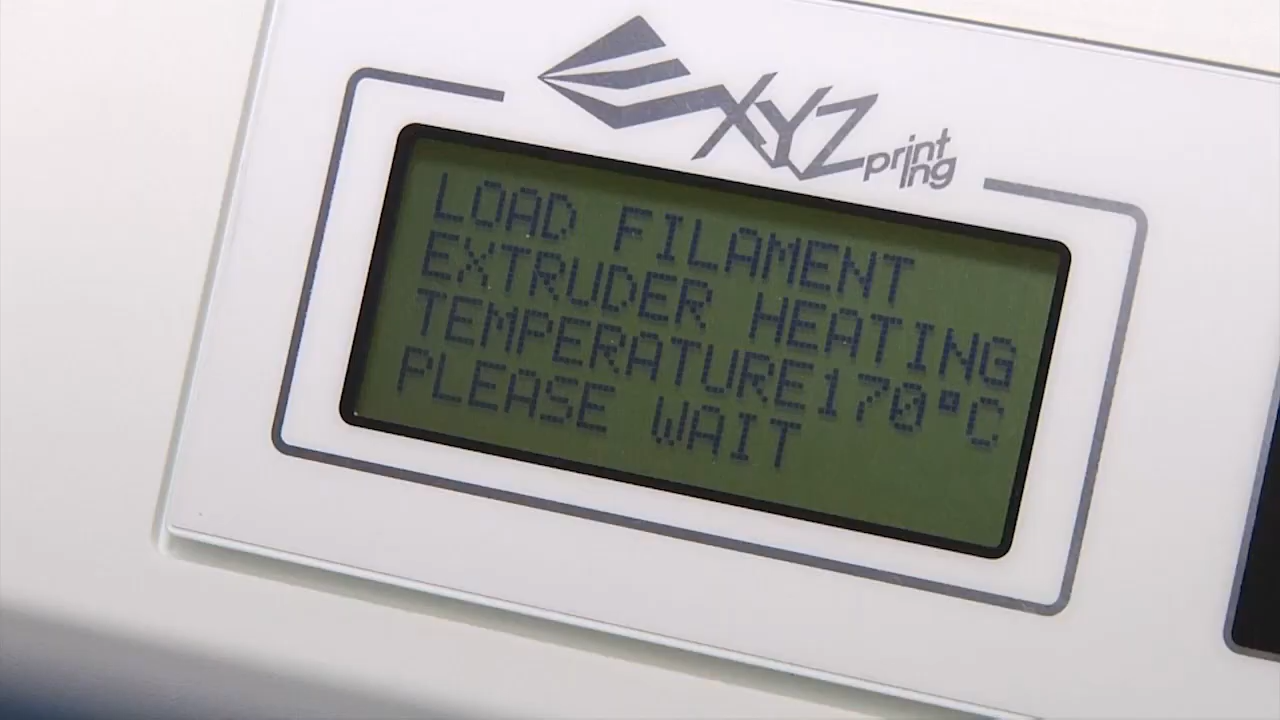 XYZprinting
LOAD FILAMENT
EXTRUDER HEATING
TEMPERATURE170°C
PLEASE WAIT